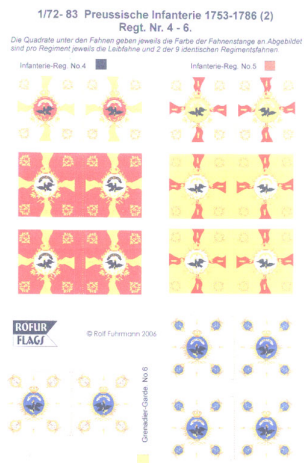 1/72- 83 Preussische Infanterie 1753-1786 (2)
Regt. Nr. 4 - 6.
Die Quadrate unter den Fahnen geben jeweils die Farbe der Fahnenstange an Abgebildet
sind pro Regiment jeweils die Leibfahne und 2 der 9 identischen Regimentsfahnen.
Infanterie-Reg. No.4
Infanterie-Reg. No.5
ROFUR
FLAGS
© Rolf Fuhrmann 2006
Grenadier-Garde No.6